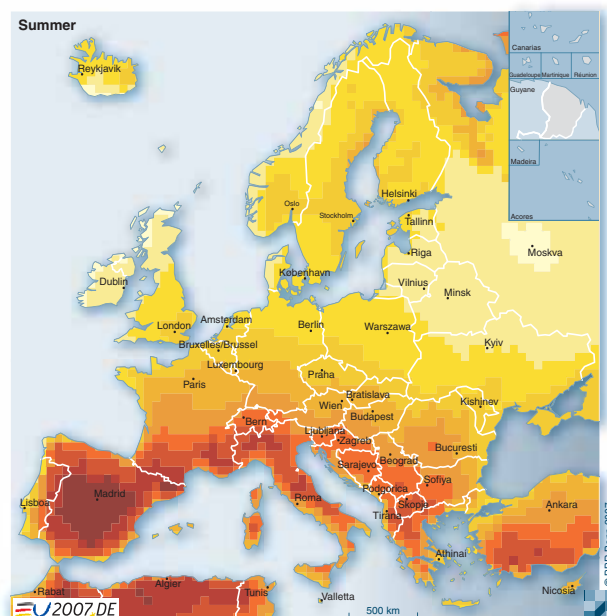 Summer
Reykjavik
Canarias
Guadeloupe Martinique Réunion
Guyane
Madeira
Acores
Oslo
Stockholm
Helsinki
Tallinn
Riga
Moskva
København
Vilnius
Minsk
Dublin
London
Amsterdam
Berlin
Warszawa
Kyiv
Bruxelles/Brussel
Luxembourg
Praha
Paris
Bratislava
Wien
Budapest
Kishinev
Bern
Ljubljana
Zagreb
Bucuresti
Sarajevo
Beograd
Sofiya
Podgorica
Skopje
Tirana
Madrid
Lisboa
Roma
Ankara
Athinai
Rabat
Algier
Tunis
Valletta
Nicosia
EU2007.DE
500 km